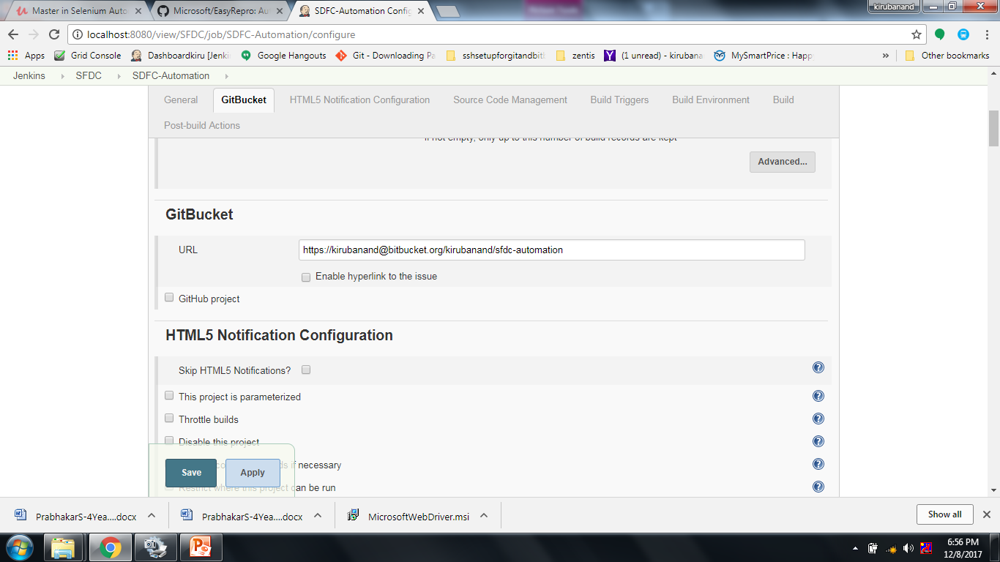 Master in Selenium Auto
Microsoft/EasyRepro: Au
SDFC-Automation Config
kirubanand
localhost:8080/view/SFDC/job/SDFC-Automation/configure
Apps
Grid Console
Dashboardkiru [Jenki
Google Hangouts
Git - Downloading Pa
sshsetupforgitandbitb
zentis
(1 unread) - kirubana
MySmartPrice : Happ
»
Other bookmarks
Jenkins
SFDC
SDFC-Automation
General
GitBucket
HTML5 Notification Configuration
Source Code Management
Build Triggers
Build Environment
Build
Post-build Actions
If not empty, only up to this number of build records are kept
Advanced...
GitBucket
URL
https://kirubanand@bitbucket.org/kirubanand/sfdc-automation
Enable hyperlink to the issue
GitHub project
HTML5 Notification Configuration
Skip HTML5 Notifications?
This project is parameterized
Throttle builds
Disable this project
if necessary
Restrict where this project can be run
Save
Apply
PrabhakarS-4Yea....docx
PrabhakarS-4Yea....docx
MicrosoftWebDriver.msi
Show all
6:56 PM
12/8/2017